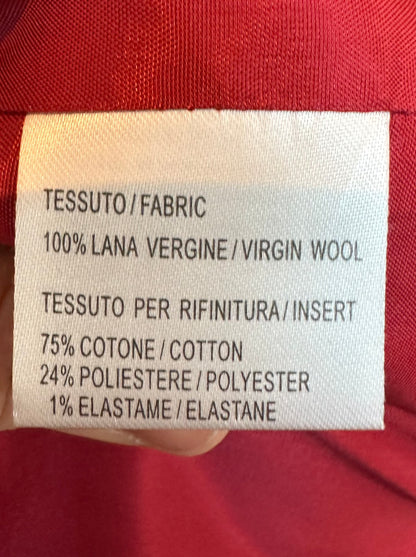 TESSUTO/FABRIC
100% LANA VERGINE/VIRGIN WOOL
TESSUTO PER RIFINITURA/INSERT
75% COTONE/COTTON
24% POLIESTERE/POLYESTER
1% ELASTAME/ELASTANE